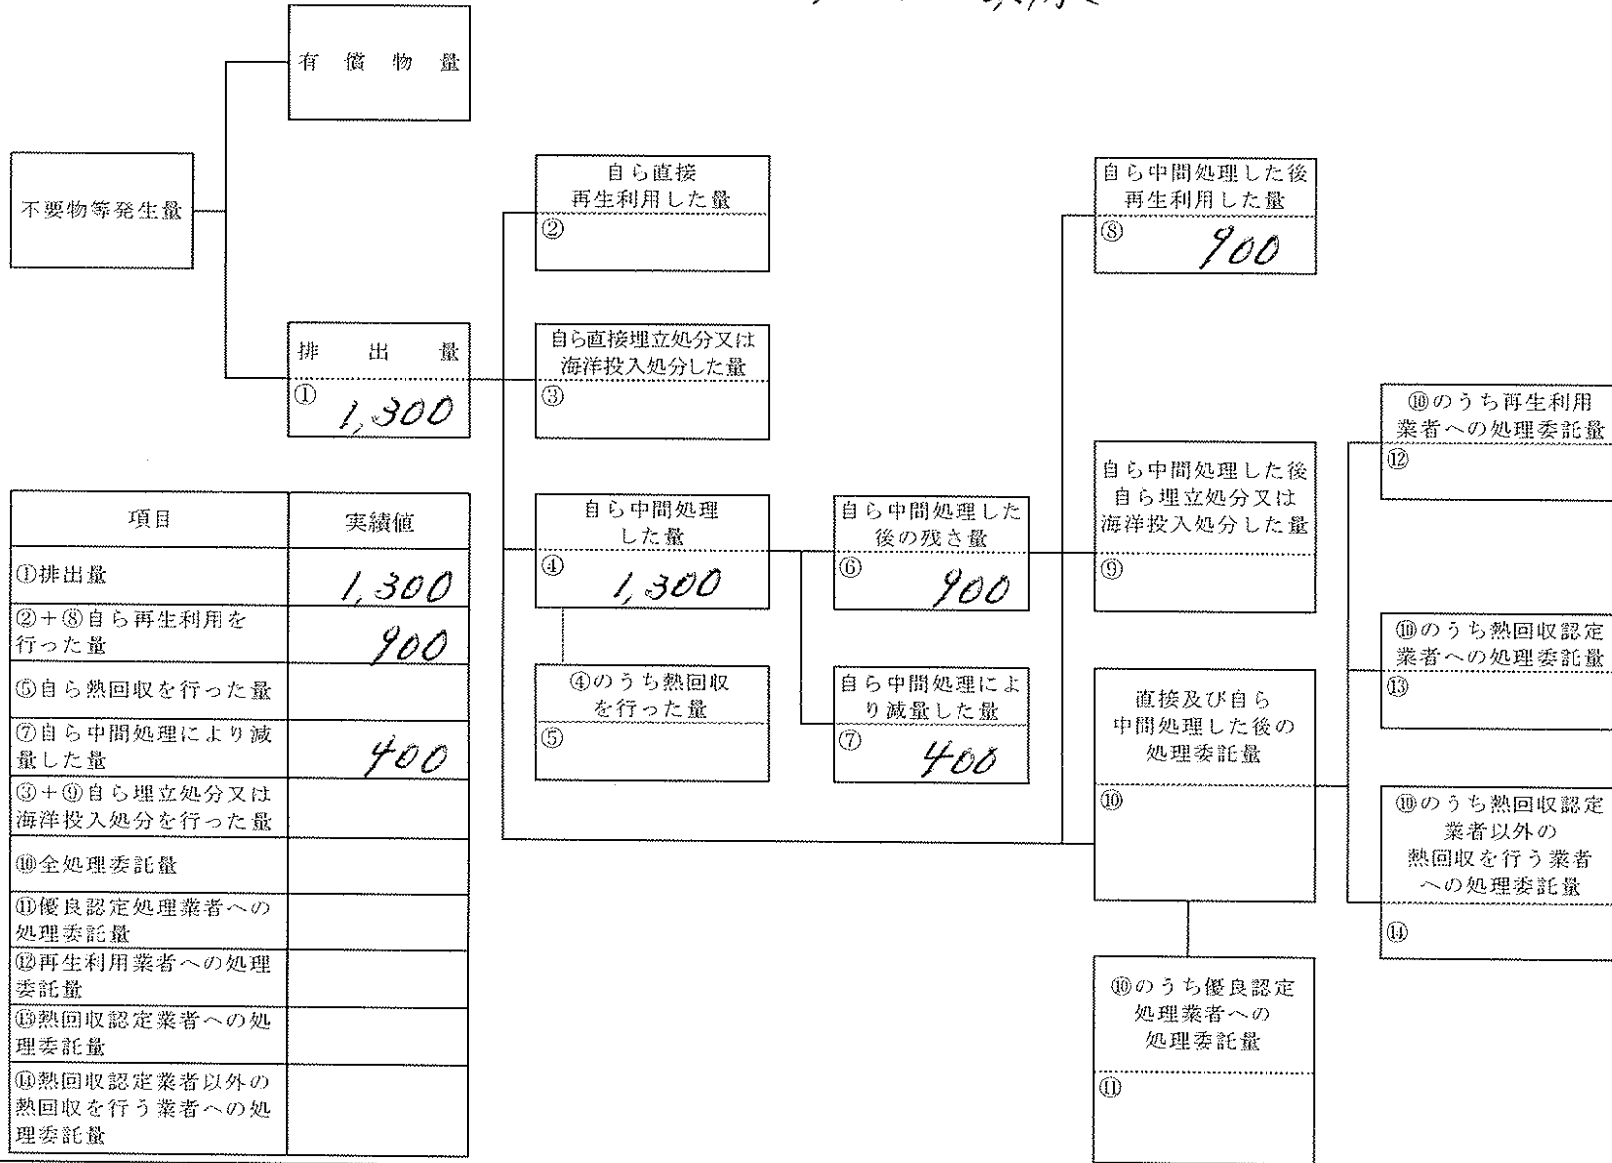 有償物量
不要物等発生量
自ら直接
再生利用した量
②
自ら中間処理した後
再生利用した量
⑧
900
排出量
①
1,300
自ら直接埋立処分又は
海洋投入処分した量
③
⑩のうち再生利用
業者への処理委託量
⑫
自ら中間処理した後
自ら埋立処分又は
海洋投入処分した量
⑨
自ら中間処理
した量
④
1,300
自ら中間処理した
後の残さ量
⑥
900
⑩のうち熱回収認定
業者への処理委託量
⑬
④のうち熱回収
を行った量
⑤
自ら中間処理によ
り減量した量
⑦
400
直接及び自ら
中間処理した後の
処理委託量
⑩
⑩のうち熱回収認定
業者以外の
熱回収を行う業者
への処理委託量
⑭
⑩のうち優良認定
処理業者への
処理委託量
⑪
項目 実績値
①排出量 1,300
②+⑧自ら再生利用を
行った量 900
⑤自ら熱回収を行った量
⑦自ら中間処理により減
量した量 400
③+⑨自ら埋立処分又は
海洋投入処分を行った量
⑩全処理委託量
⑪優良認定処理業者への
処理委託量
⑫再生利用業者への処理
委託量
⑬熱回収認定業者への処
理委託量
⑭熱回収認定業者以外の
熱回収を行う業者への処
理委託量